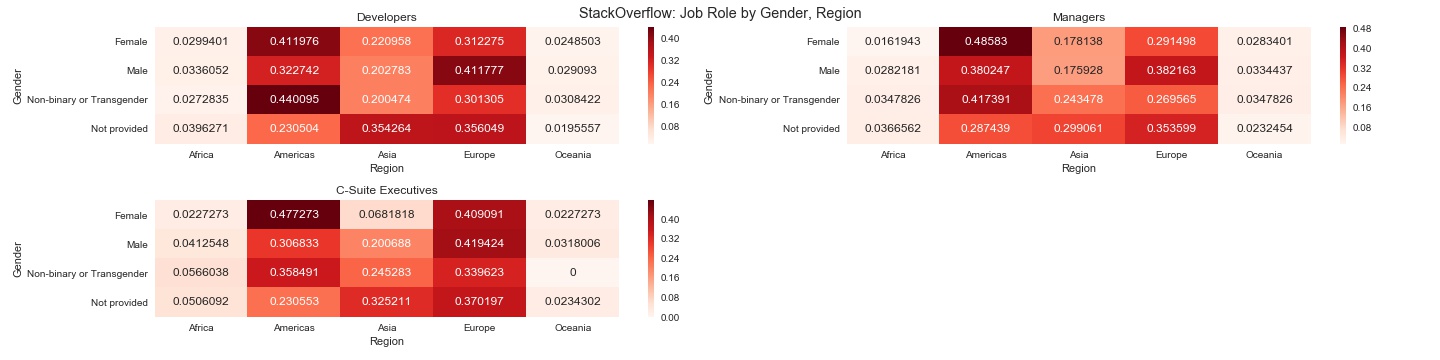 StackOverflow: Job Role by Gender, Region
Developers
Gender
Female 0.0299401 0.411976 0.220958 0.312275 0.0248503
Male 0.0336052 0.322742 0.202783 0.411777 0.029093
Non-binary or Transgender 0.0272835 0.440095 0.200474 0.301305 0.0308422
Not provided 0.0396271 0.230504 0.354264 0.356049 0.0195557
Africa Americas Asia Europe Oceania
Region
0.40
0.32
0.24
0.16
0.08
Managers
Gender
Female 0.0161943 0.48583 0.178138 0.291498 0.0283401
Male 0.0282181 0.380247 0.175928 0.382163 0.0334437
Non-binary or Transgender 0.0347826 0.417391 0.243478 0.269565 0.0347826
Not provided 0.0366562 0.287439 0.299061 0.353599 0.0232454
Africa Americas Asia Europe Oceania
Region
0.48
0.40
0.32
0.24
0.16
0.08
C-Suite Executives
Gender
Female 0.0227273 0.477273 0.0681818 0.409091 0.0227273
Male 0.0412548 0.306833 0.200688 0.419424 0.0318006
Non-binary or Transgender 0.0566038 0.358491 0.245283 0.339623 0
Not provided 0.0506092 0.230553 0.325211 0.370197 0.0234302
Africa Americas Asia Europe Oceania
Region
0.40
0.32
0.24
0.16
0.08
0.00